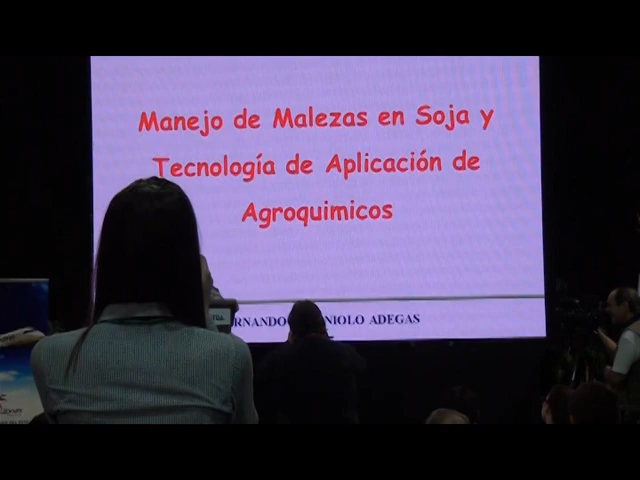 Manejo de Malezas en Soja y
Tecnología de Aplicación de
Agroquimicos
ADEGAS